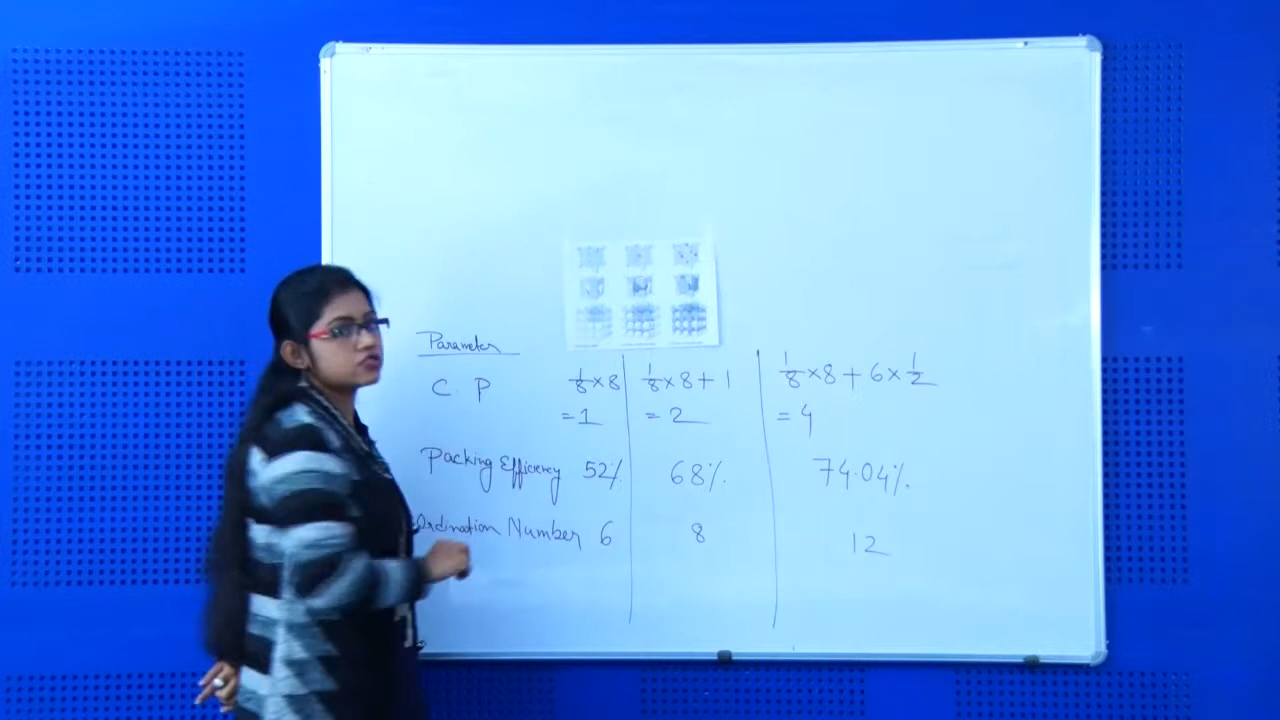 Parameter
C. P 1/8×8 1/8×8+1 1/8×8+6×1/2
=1 =2 =4
Packing Efficiency 52% 68% 74.04%
ordination Number 6 8 12